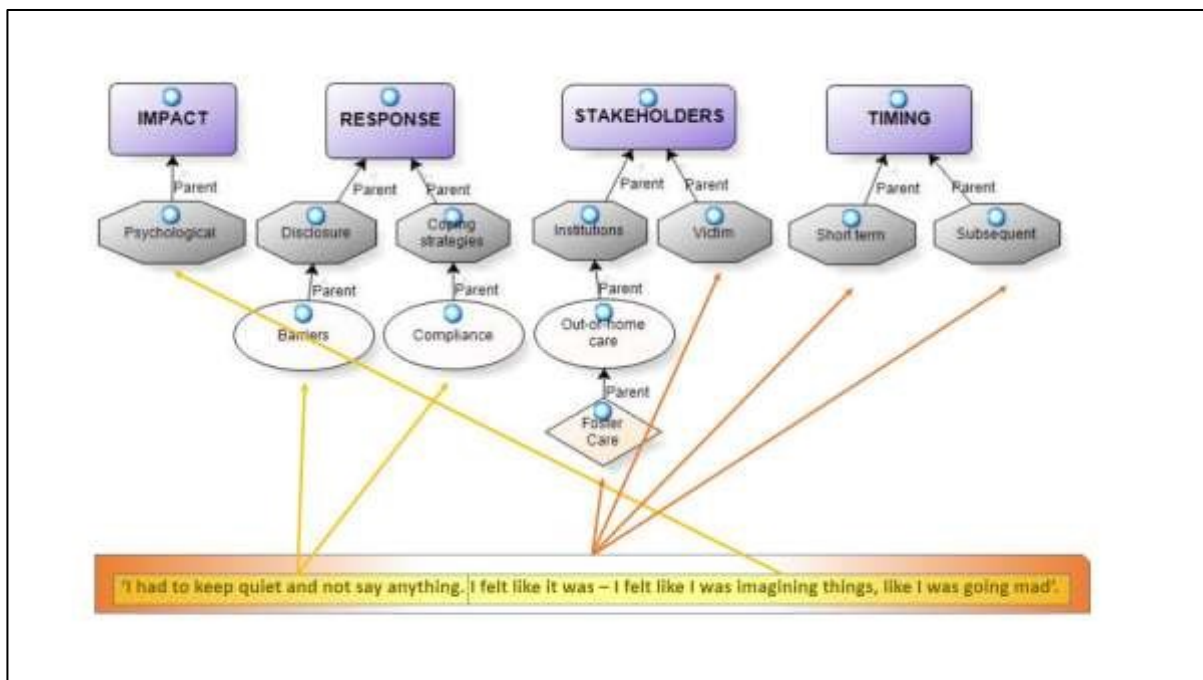 IMPACT
RESPONSE
STAKEHOLDERS
TIMING
Parent
Parent
Parent
Parent
Parent
Parent
Parent
Psychological
Disclosure
Coping
strategies
Institutions
Victim
Short term
Subsequent
Parent
Parent
Parent
Barriers
Compliance
Out-of-home
care
Parent
Foster
Care
'I had to keep quiet and not say anything. I felt like it was – I felt like I was imagining things, like I was going mad'.